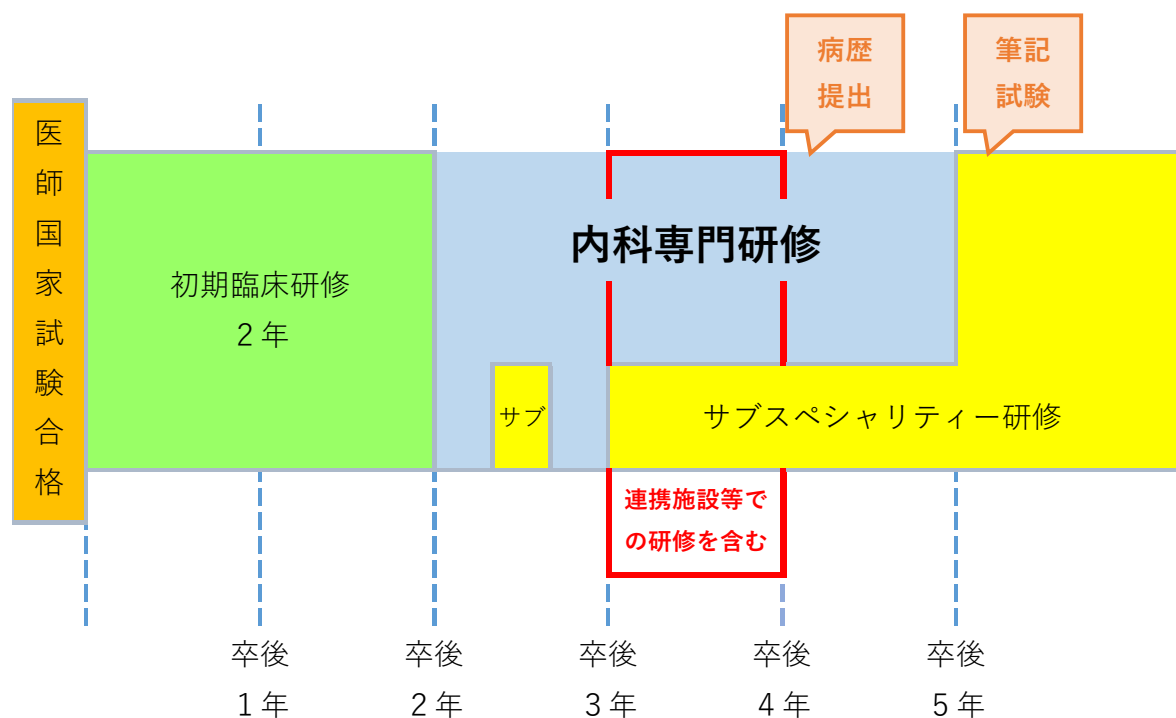 病歴
提出
筆記
試験
医師国家試験合格
内科専門研修
初期臨床研修
2年
サブ
サブスペシャリティー研修
連携施設等で
の研修を含む
卒後
1年
卒後
2年
卒後
3年
卒後
4年
卒後
5年